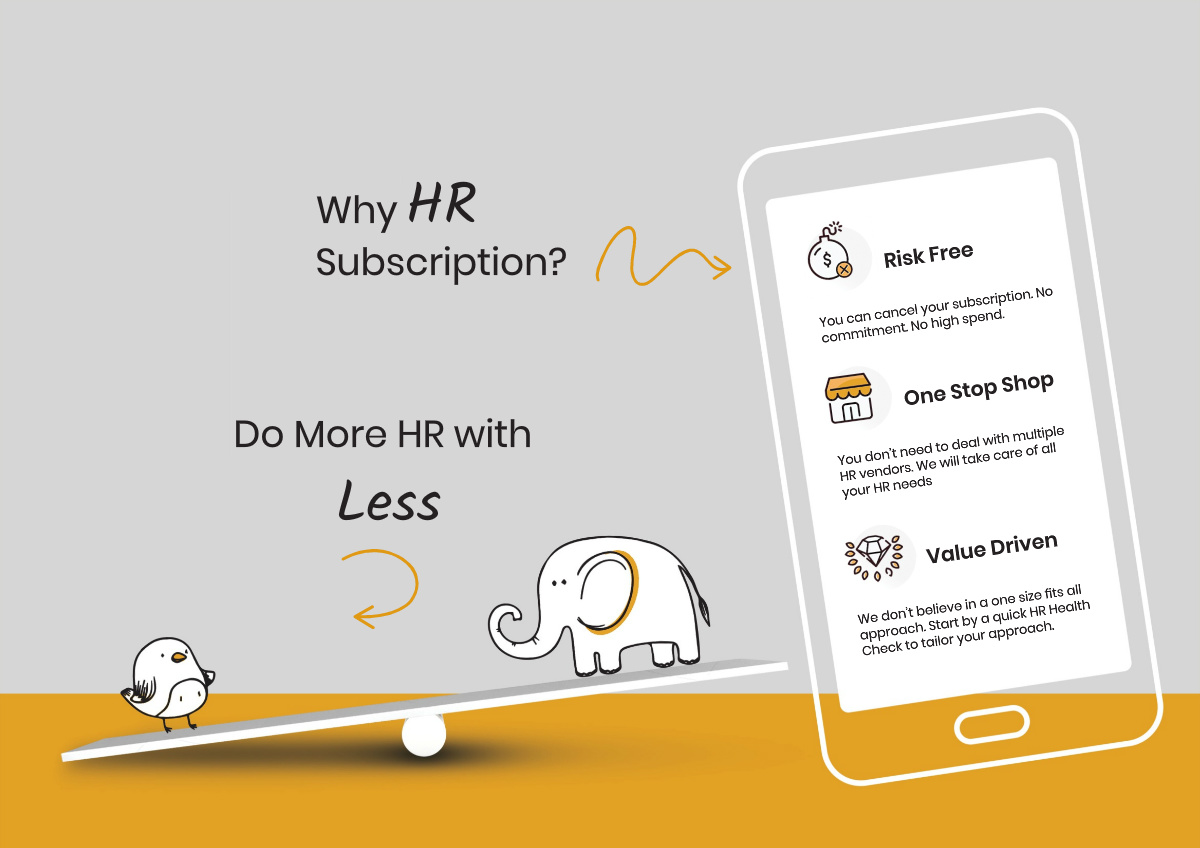 Why HR
Subscription?
Do More HR with
Less
$
Risk Free
You can cancel your subscription. No
commitment. No high spend.
One Stop Shop
You don't need to deal with multiple
HR vendors. We will take care of all
your HR needs
Value Driven
We don't believe in a one size fits all
approach. Start by a quick HR Health
Check to tailor your approach.